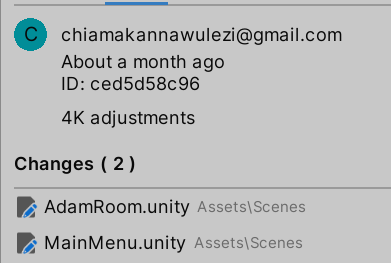 C chiamakannawulezi@gmail.com
About a month ago
ID: ced5d58c96
4K adjustments
Changes ( 2 )
AdamRoom.unity Assets\Scenes
MainMenu.unity Assets\Scenes